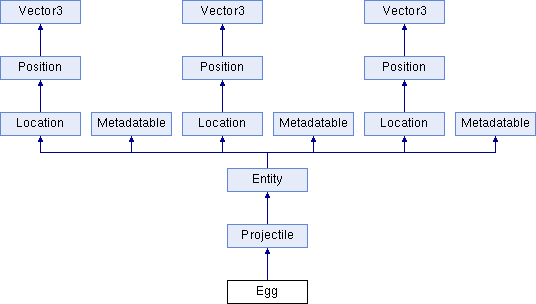 Vector3 Vector3 Vector3
Position Position Position
Location Metadatable Location Metadatable Location Metadatable
Entity
Projectile
Egg